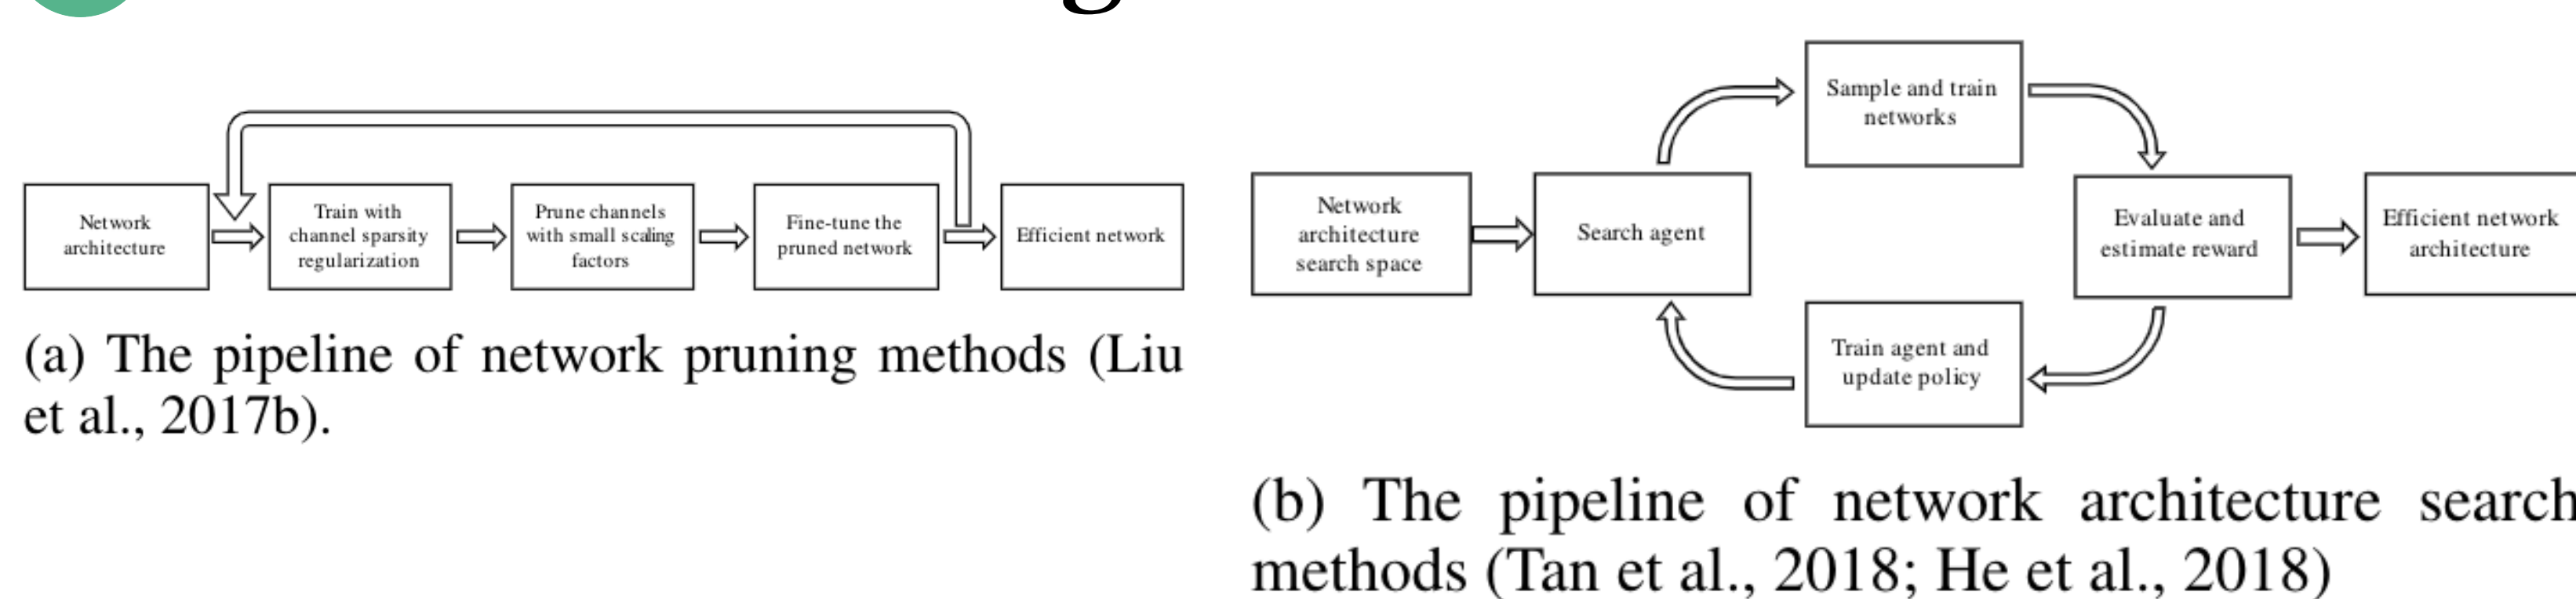 Network
architecture
Train with
channel sparsity
regularization
Prune channels
with small scaling
factors
Fine-tune the
pruned network
Efficient network
(a) The pipeline of network pruning methods (Liu
et al., 2017b).
Network
architecture
search space
Search agent
Sample and train
networks
Evaluate and
estimate reward
Train agent and
update policy
Efficient network
architecture
(b) The pipeline of network architecture search
methods (Tan et al., 2018; He et al., 2018)